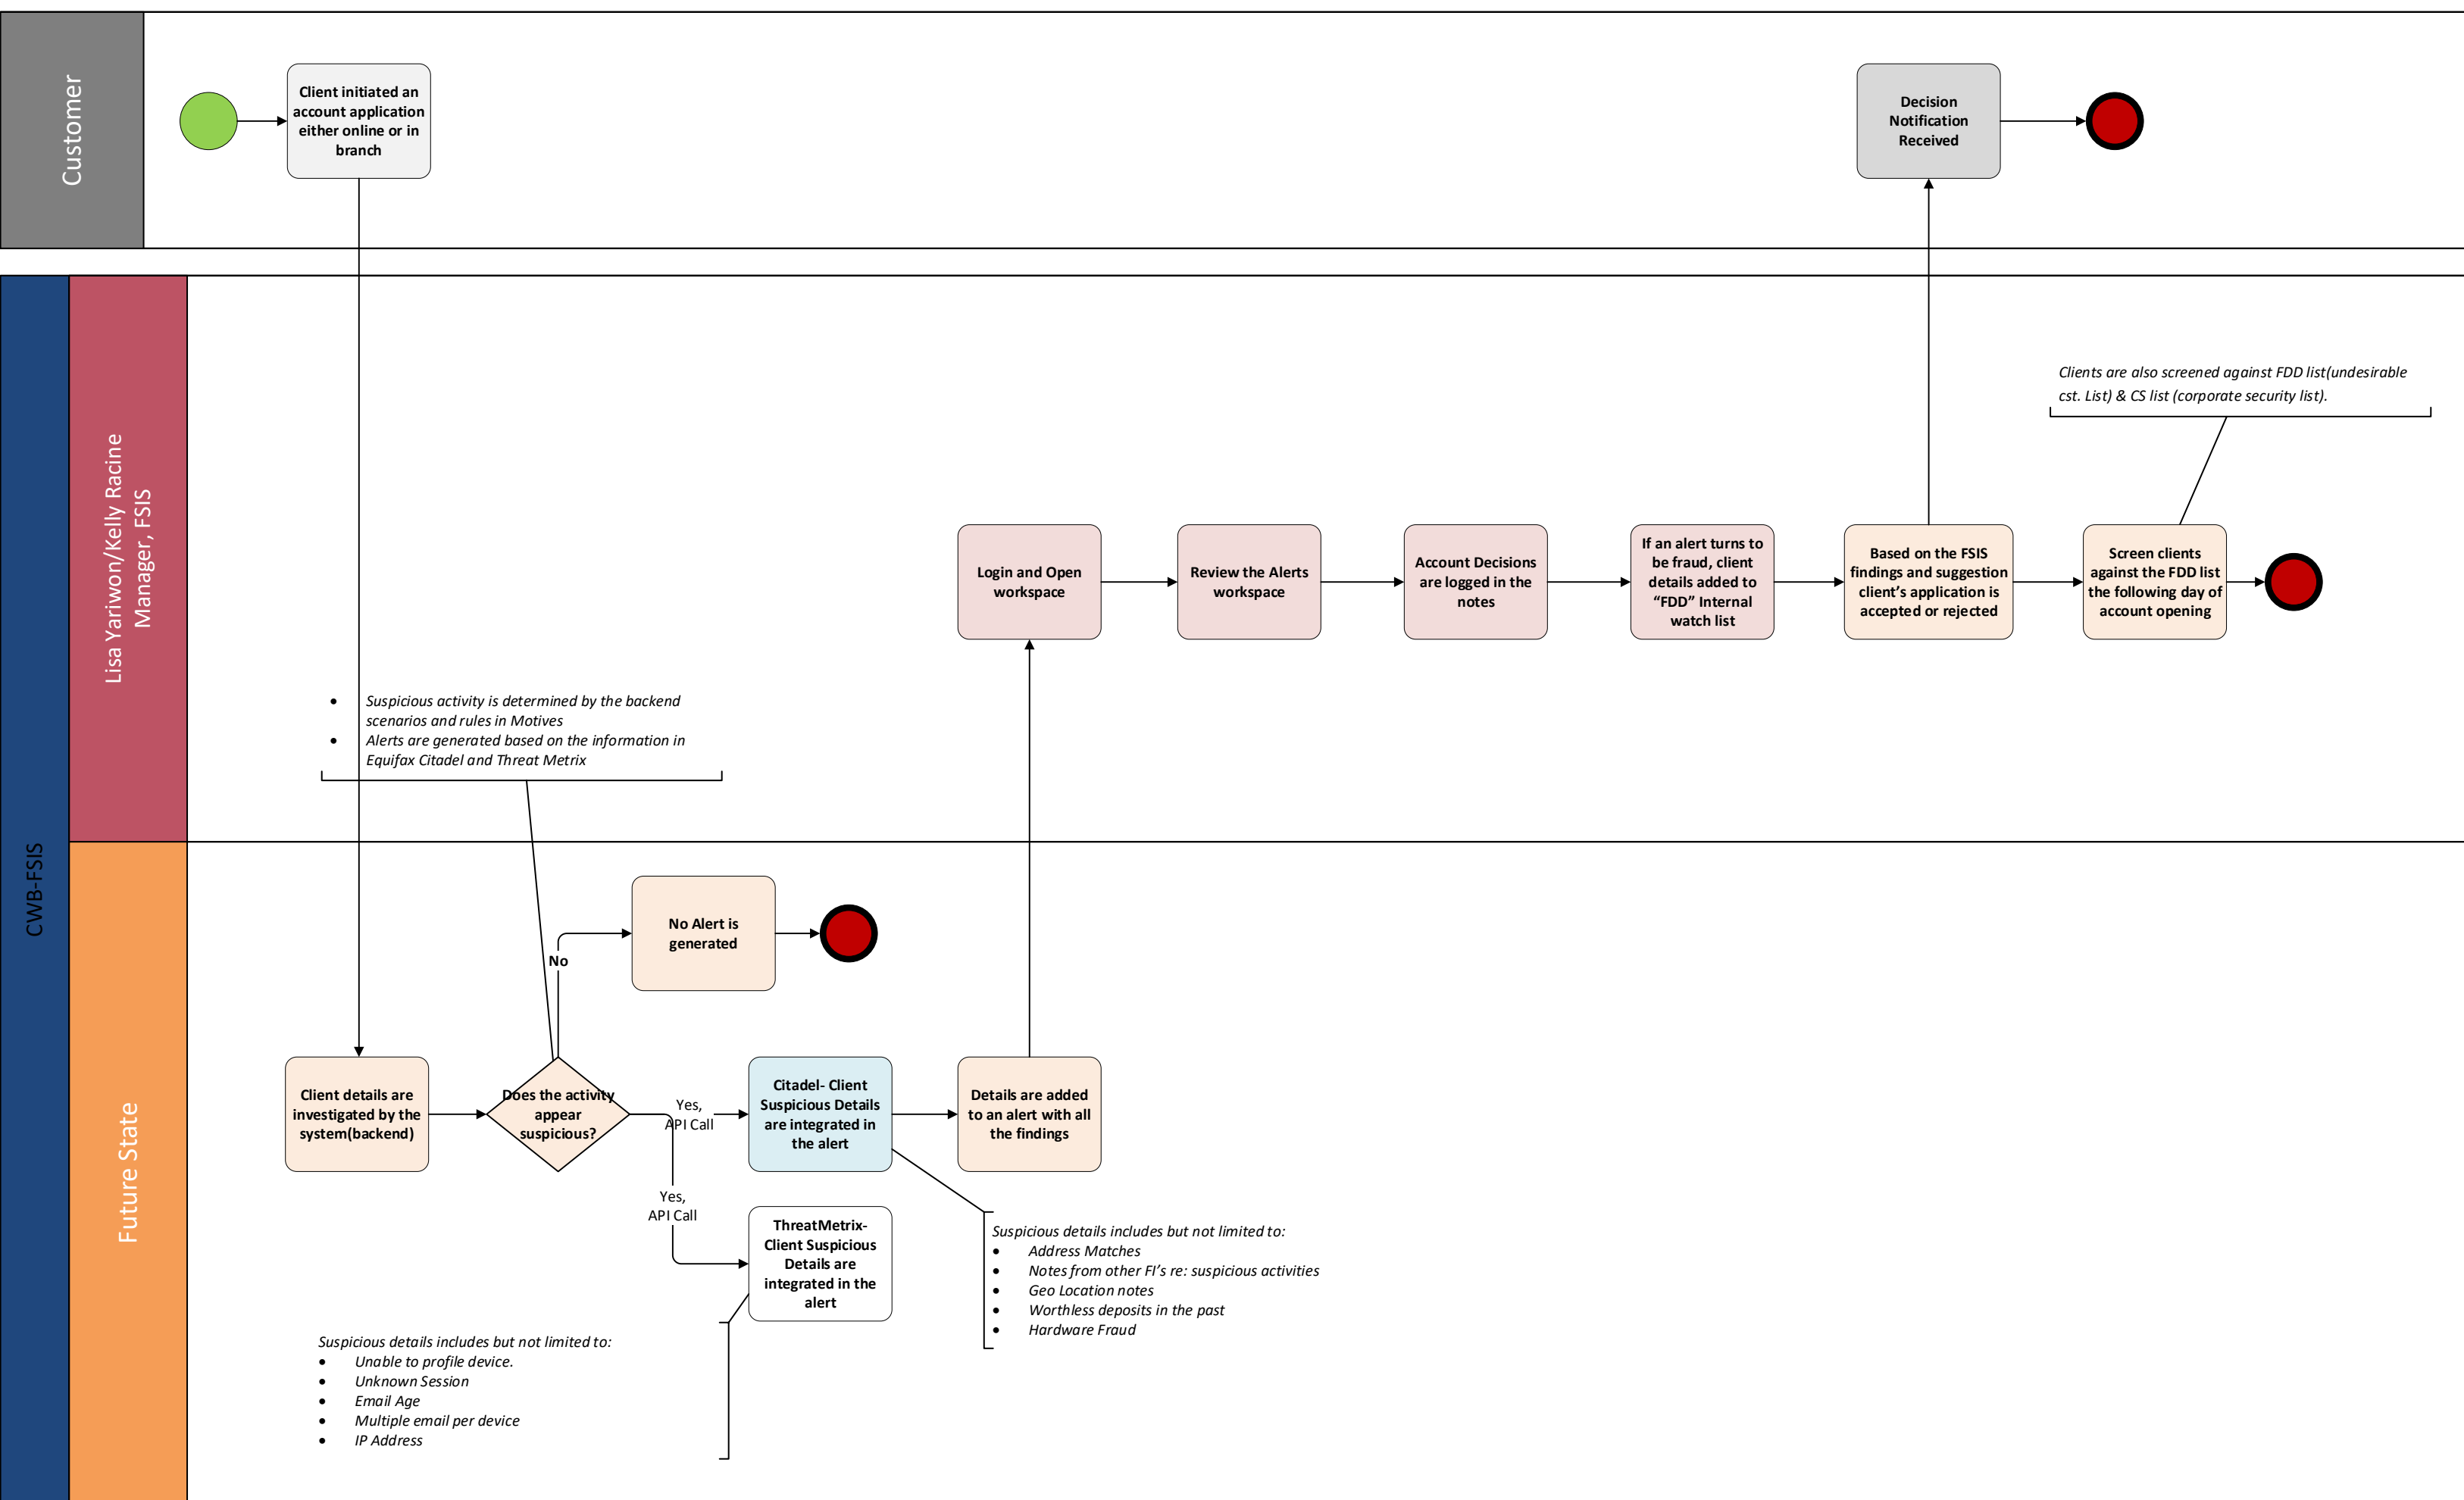 Customer
Client initiated an
account application
either online or in
branch
Decision
Notification
Received
CWB-FSIS
Lisa Yariwon/Kelly Racine
Manager, FSIS
Clients are also screened against FDD list(undesirable
cst. List) & CS list (corporate security list).
Login and Open
workspace
Review the Alerts
workspace
Account Decisions
are logged in the
notes
If an alert turns to
be fraud, client
details added to
“FDD” Internal
watch list
Based on the FSIS
findings and suggestion
client’s application is
accepted or rejected
Screen clients
against the FDD list
the following day of
account opening
• Suspicious activity is determined by the backend
scenarios and rules in Motives
• Alerts are generated based on the information in
Equifax Citadel and Threat Metrix
Future State
No Alert is
generated
No
Client details are
investigated by the
system(backend)
Does the activity
appear
suspicious?
Yes,
API Call
Citadel- Client
Suspicious Details
are integrated in
the alert
Details are added
to an alert with all
the findings
Yes,
API Call
ThreatMetrix-
Client Suspicious
Details are
integrated in the
alert
Suspicious details includes but not limited to:
• Address Matches
• Notes from other FI’s re: suspicious activities
• Geo Location notes
• Worthless deposits in the past
• Hardware Fraud
Suspicious details includes but not limited to:
• Unable to profile device.
• Unknown Session
• Email Age
• Multiple email per device
• IP Address